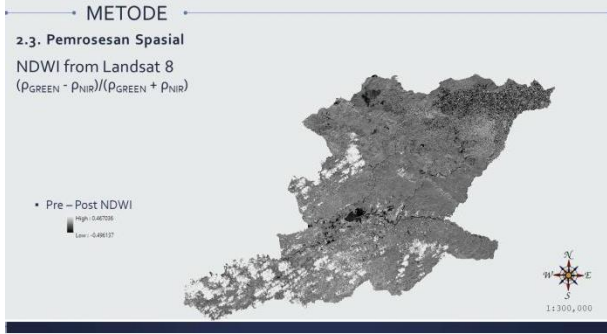 METODE
2.3. Pemrosesan Spasial
NDWI from Landsat 8
(ρGREEN - ρNIR)/(ρGREEN + ρNIR)
▪ Pre – Post NDWI
High : 0.467036
Low : -0.496137
N
W E
S
1:300,000